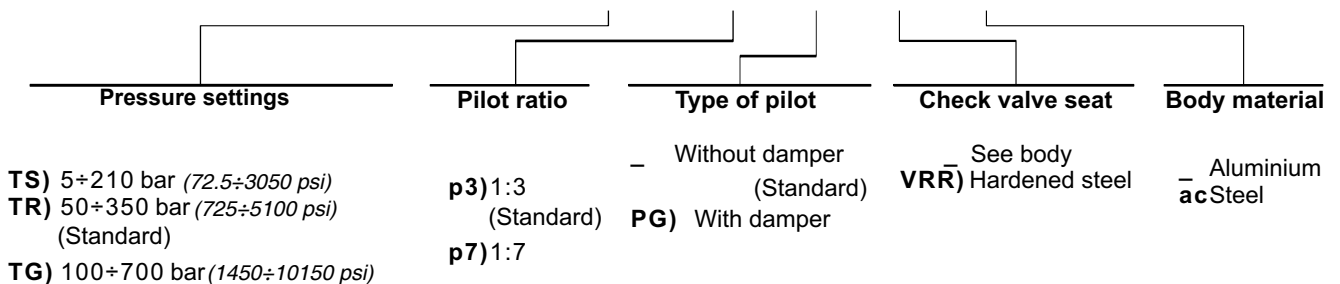 Pressure settings
Pilot ratio
Type of pilot
Check valve seat
Body material
TS) 5÷210 bar (72.5÷3050 psi)
TR) 50÷350 bar (725÷5100 psi)
(Standard)
TG) 100÷700 bar (1450÷10150 psi)
p3) 1:3
(Standard)
p7) 1:7
_ Without damper
(Standard)
PG) With damper
_ See body
VRR) Hardened steel
_ Aluminium
ac Steel